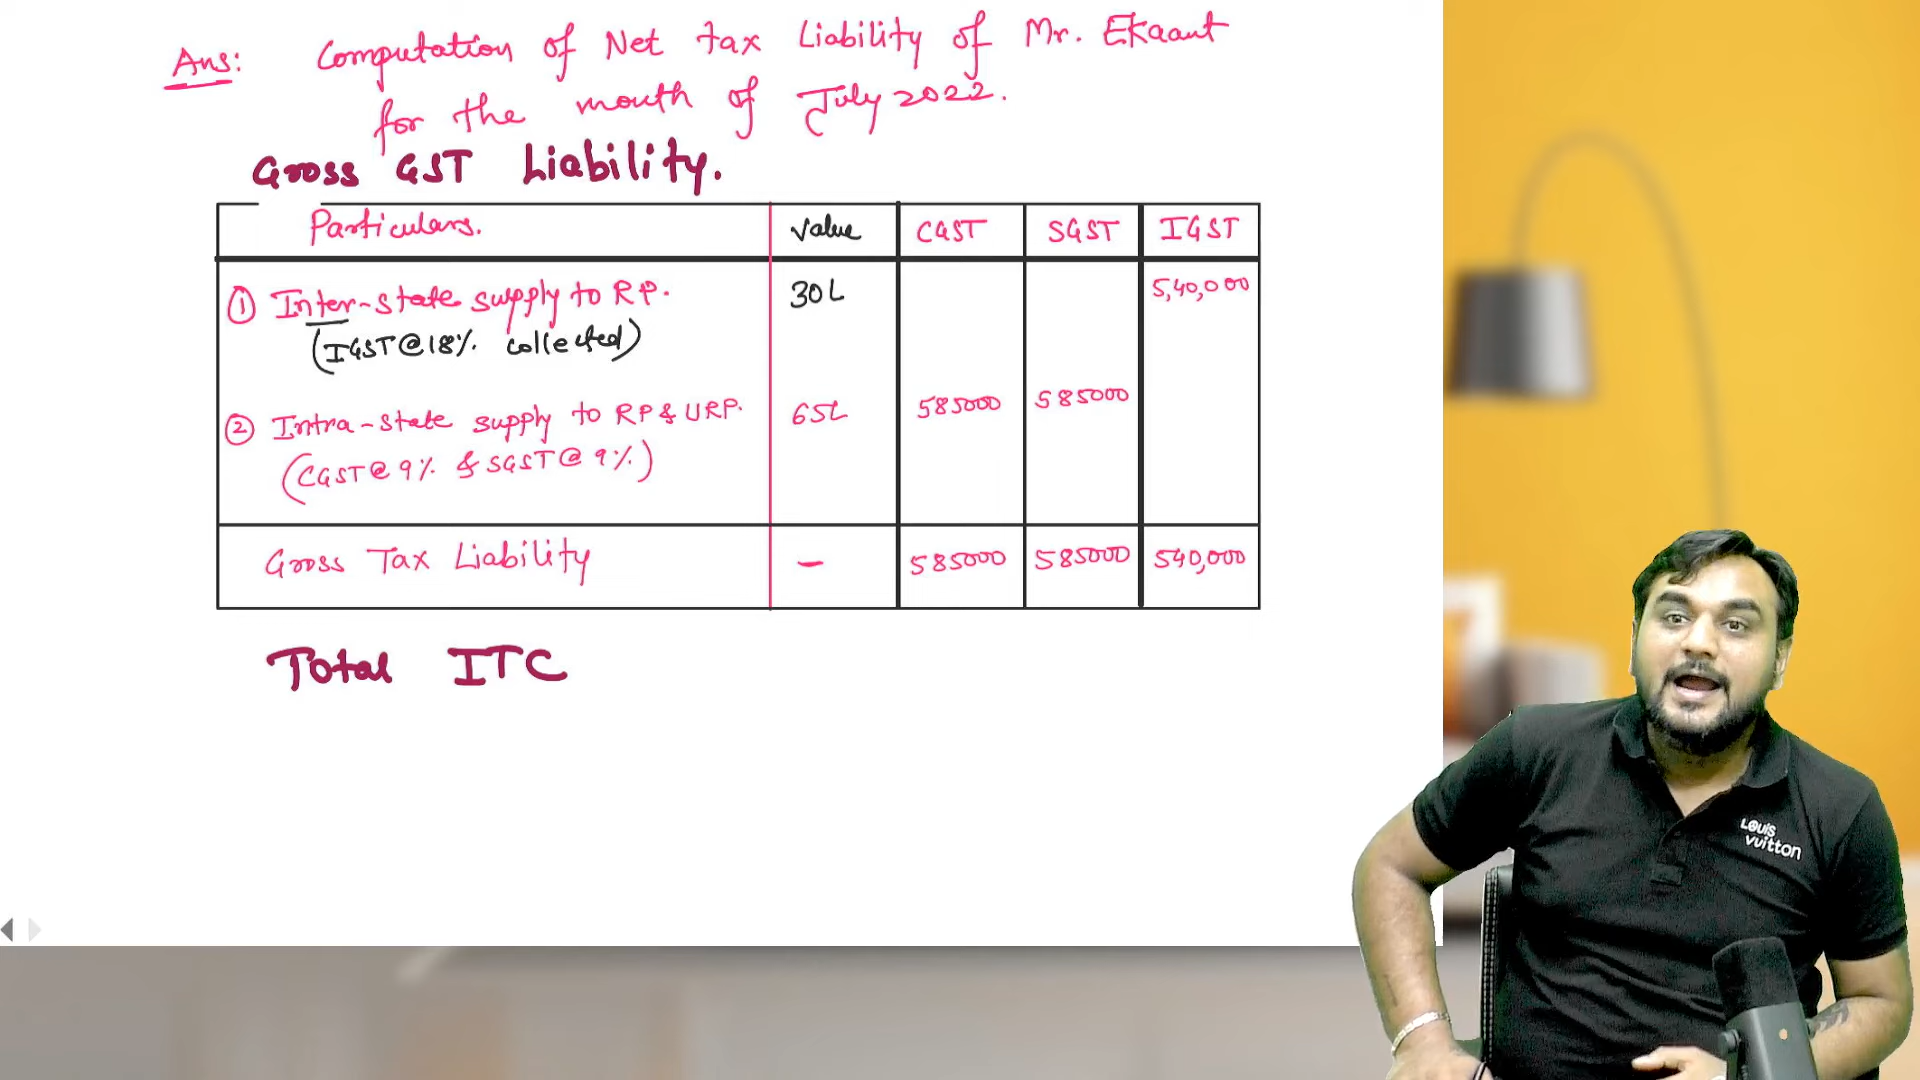 Ans: Computation of Net tax Liability of Mr. Ekaant
for the month of July 2022.
Gross GST Liability.
Particulars. Value CGST SGST IGST
① Inter-state supply to RP. 30L 5,40,000
(IGST@18% collected)
② Intra-state supply to RP & URP. 65L 585000 585000
(CGST@9% & SGST@9%)
Gross Tax Liability - 585000 585000 540,000
Total ITC
Louis
Vuitton